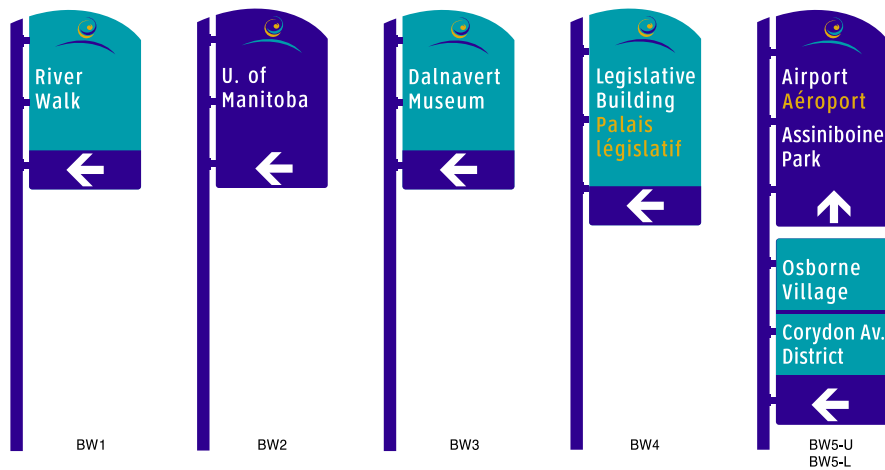 River
Walk
BW1
U. of
Manitoba
BW2
Dalnavert
Museum
BW3
Legislative
Building
Palais
législatif
BW4
Airport
Aéroport
Assiniboine
Park
Osborne
Village
Corydon Av.
District
BW5-U
BW5-L